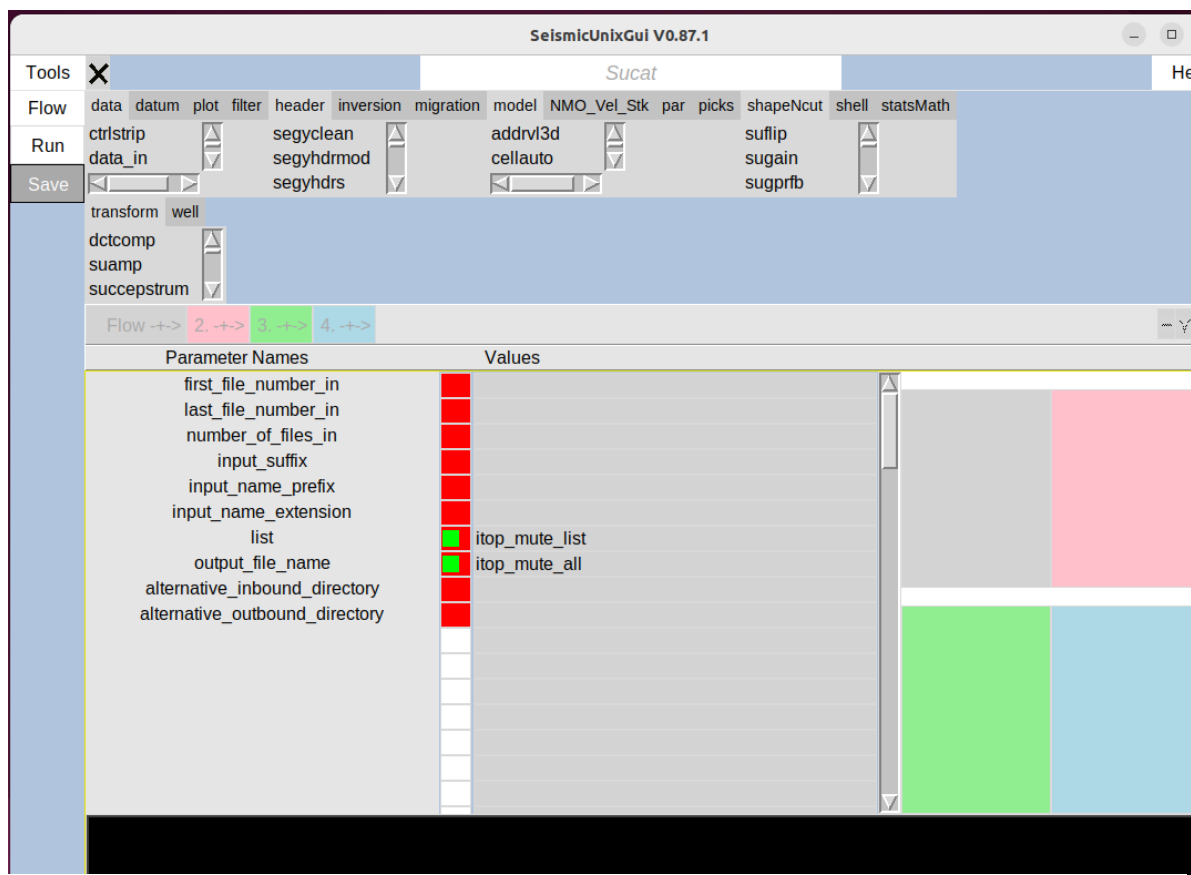 SeismicUnixGui V0.87.1
Tools Sucat He
Flow data datum plot filter header inversion migration model NMO_Vel_Stk par picks shapeNcut shell statsMath
Run ctrlstrip segyclean addrvl3d suflip
data_in segyhdrmod cellauto sugain
Save segyhdrs sugprfb
transform well
dctcomp
suamp
succepstrum
Flow -+-> 2. -+-> 3. -+-> 4. -+->
Parameter Names Values
first_file_number_in
last_file_number_in
number_of_files_in
input_suffix
input_name_prefix
input_name_extension
list itop_mute_list
output_file_name itop_mute_all
alternative_inbound_directory
alternative_outbound_directory